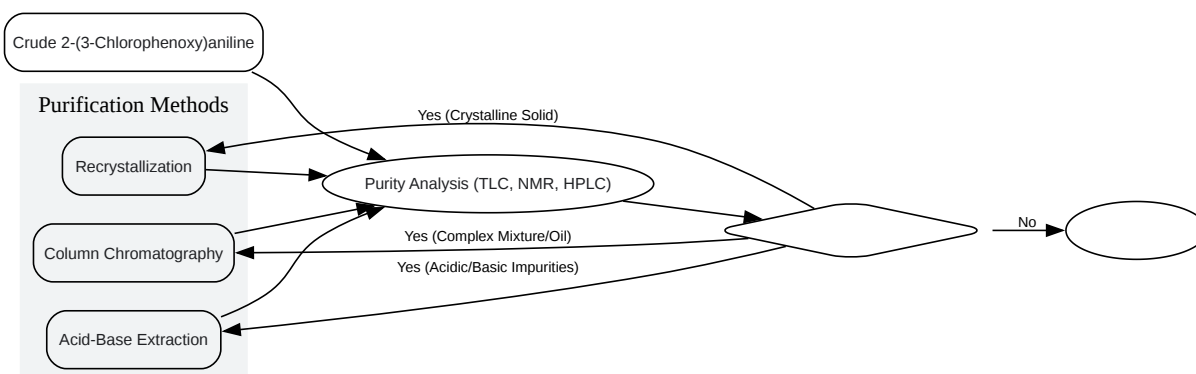 Crude 2-(3-Chlorophenoxy)aniline
Purification Methods
Yes (Crystalline Solid)
Recrystallization
Purity Analysis (TLC, NMR, HPLC)
No
Yes (Complex Mixture/Oil)
Column Chromatography
Yes (Acidic/Basic Impurities)
Acid-Base Extraction